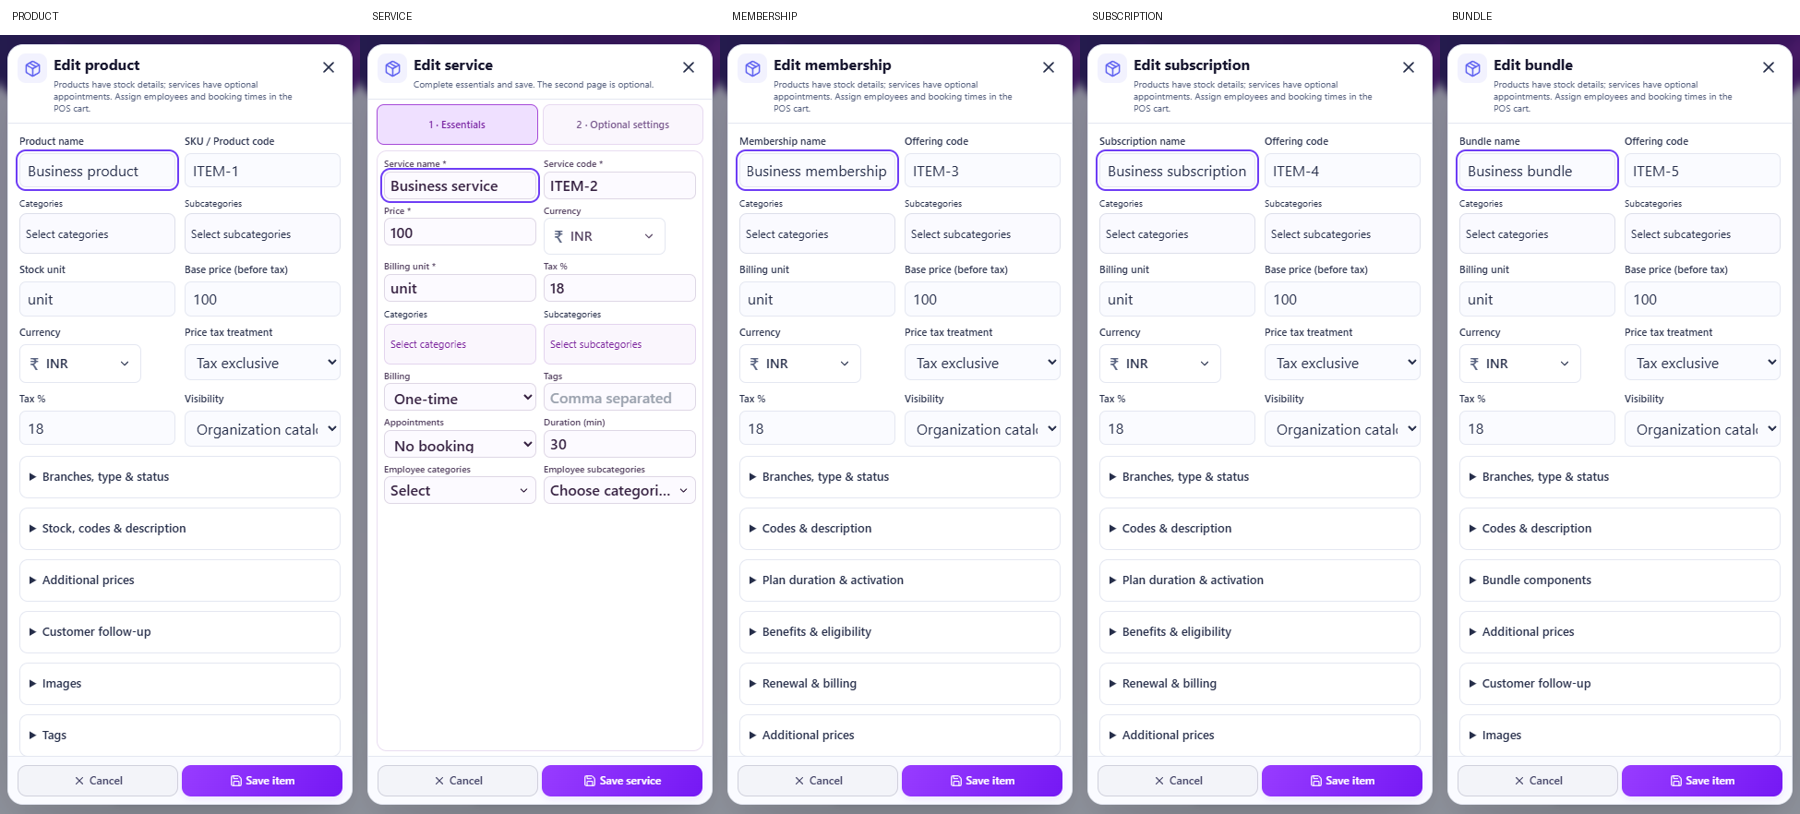 PRODUCT
Edit product
Products have stock details; services have optional
appointments. Assign employees and booking times in the
POS cart.
Product name
SKU / Product code
Business product
ITEM-1
Categories
Subcategories
Select categories
Select subcategories
Stock unit
Base price (before tax)
unit
100
Currency
Price tax treatment
₹ INR
Tax exclusive
Tax %
Visibility
18
Organization catal
Branches, type & status
Stock, codes & description
Additional prices
Customer follow-up
Images
Tags
Cancel
Save item
SERVICE
Edit service
Complete essentials and save. The second page is optional.
1 · Essentials
2 · Optional settings
Service name *
Service code *
Business service
ITEM-2
Price *
Currency
100
₹ INR
Billing unit *
Tax %
unit
18
Categories
Subcategories
Select categories
Select subcategories
Billing
Tags
One-time
Comma separated
Appointments
Duration (min)
No booking
30
Employee categories
Employee subcategories
Select
Choose categori...
Cancel
Save service
MEMBERSHIP
Edit membership
Products have stock details; services have optional
appointments. Assign employees and booking times in the
POS cart.
Membership name
Offering code
Business membership
ITEM-3
Categories
Subcategories
Select categories
Select subcategories
Billing unit
Base price (before tax)
unit
100
Currency
Price tax treatment
₹ INR
Tax exclusive
Tax %
Visibility
18
Organization catal
Branches, type & status
Codes & description
Plan duration & activation
Benefits & eligibility
Renewal & billing
Additional prices
Cancel
Save item
SUBSCRIPTION
Edit subscription
Products have stock details; services have optional
appointments. Assign employees and booking times in the
POS cart.
Subscription name
Offering code
Business subscription
ITEM-4
Categories
Subcategories
Select categories
Select subcategories
Billing unit
Base price (before tax)
unit
100
Currency
Price tax treatment
₹ INR
Tax exclusive
Tax %
Visibility
18
Organization catal
Branches, type & status
Codes & description
Plan duration & activation
Benefits & eligibility
Renewal & billing
Additional prices
Cancel
Save item
BUNDLE
Edit bundle
Products have stock details; services have optional
appointments. Assign employees and booking times in the
POS cart.
Bundle name
Offering code
Business bundle
ITEM-5
Categories
Subcategories
Select categories
Select subcategories
Billing unit
Base price (before tax)
unit
100
Currency
Price tax treatment
₹ INR
Tax exclusive
Tax %
Visibility
18
Organization catal
Branches, type & status
Codes & description
Bundle components
Additional prices
Customer follow-up
Images
Cancel
Save item